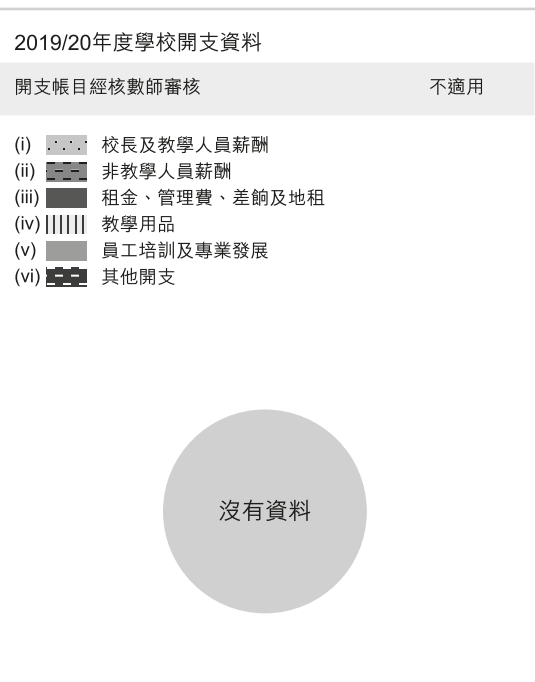 2019/20年度學校開支資料
開支帳目經核數師審核 不適用
(i) 校長及教學人員薪酬
(ii) 非教學人員薪酬
(iii) 租金、管理費、差餉及地租
(iv) 教學用品
(v) 員工培訓及專業發展
(vi) 其他開支
沒有資料